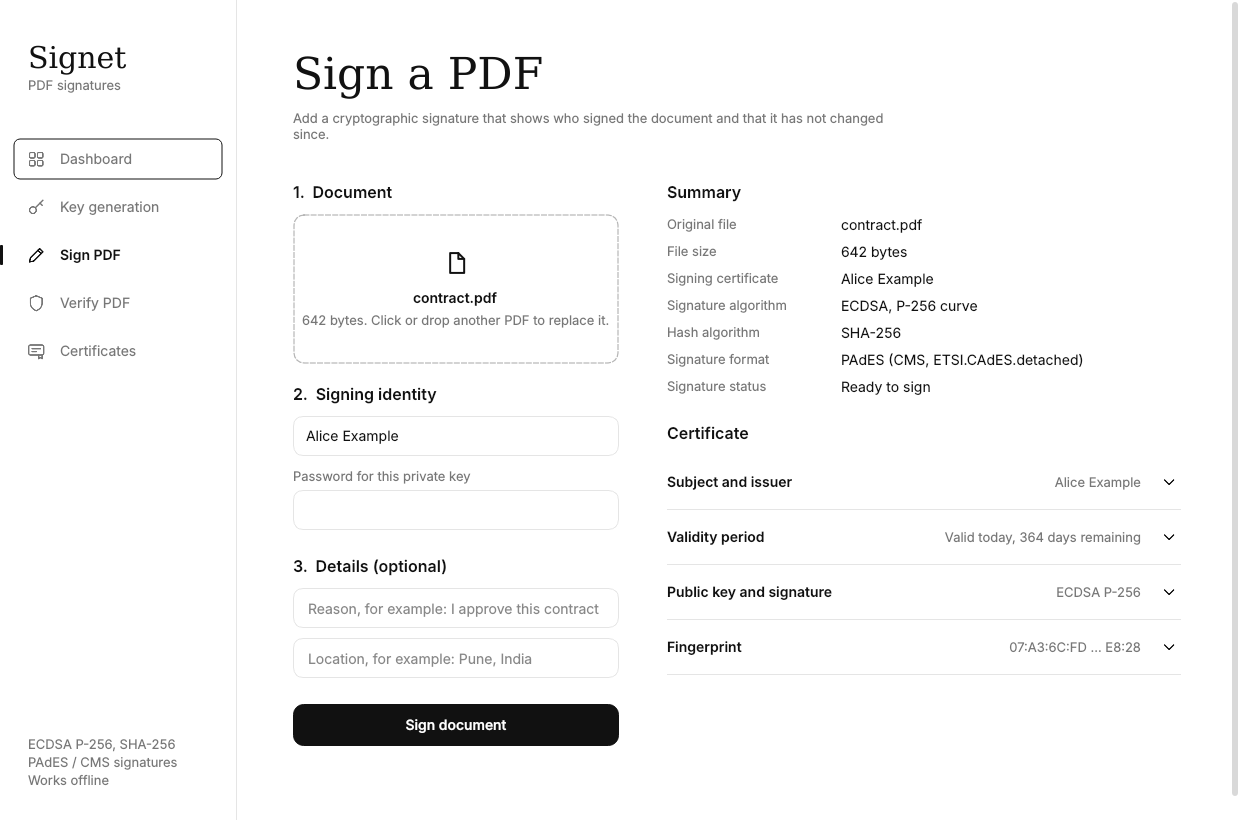 Signet
PDF signatures
Dashboard
Key generation
Sign PDF
Verify PDF
Certificates
ECDSA P-256, SHA-256
PAdES / CMS signatures
Works offline
Sign a PDF
Add a cryptographic signature that shows who signed the document and that it has not changed
since.
1. Document
contract.pdf
642 bytes. Click or drop another PDF to replace it.
2. Signing identity
Alice Example
Password for this private key
3. Details (optional)
Reason, for example: I approve this contract
Location, for example: Pune, India
Sign document
Summary
Original file contract.pdf
File size 642 bytes
Signing certificate Alice Example
Signature algorithm ECDSA, P-256 curve
Hash algorithm SHA-256
Signature format PAdES (CMS, ETSI.CAdES.detached)
Signature status Ready to sign
Certificate
Subject and issuer Alice Example
Validity period Valid today, 364 days remaining
Public key and signature ECDSA P-256
Fingerprint 07:A3:6C:FD ... E8:28